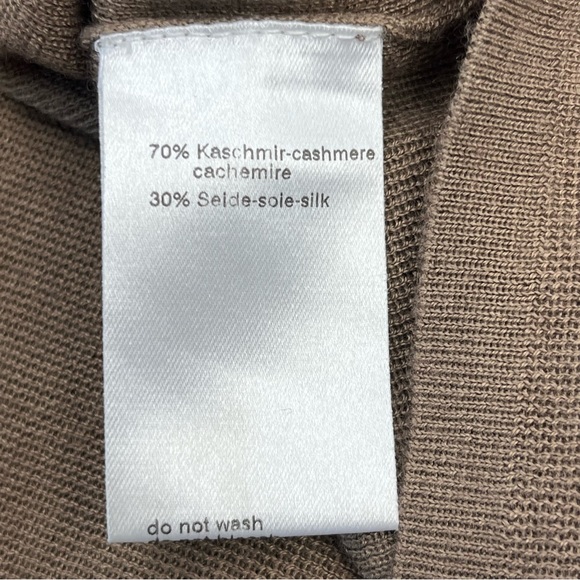 70% Kaschmir-cashmere
cachemire
30% Seide-soie-silk
do not wash